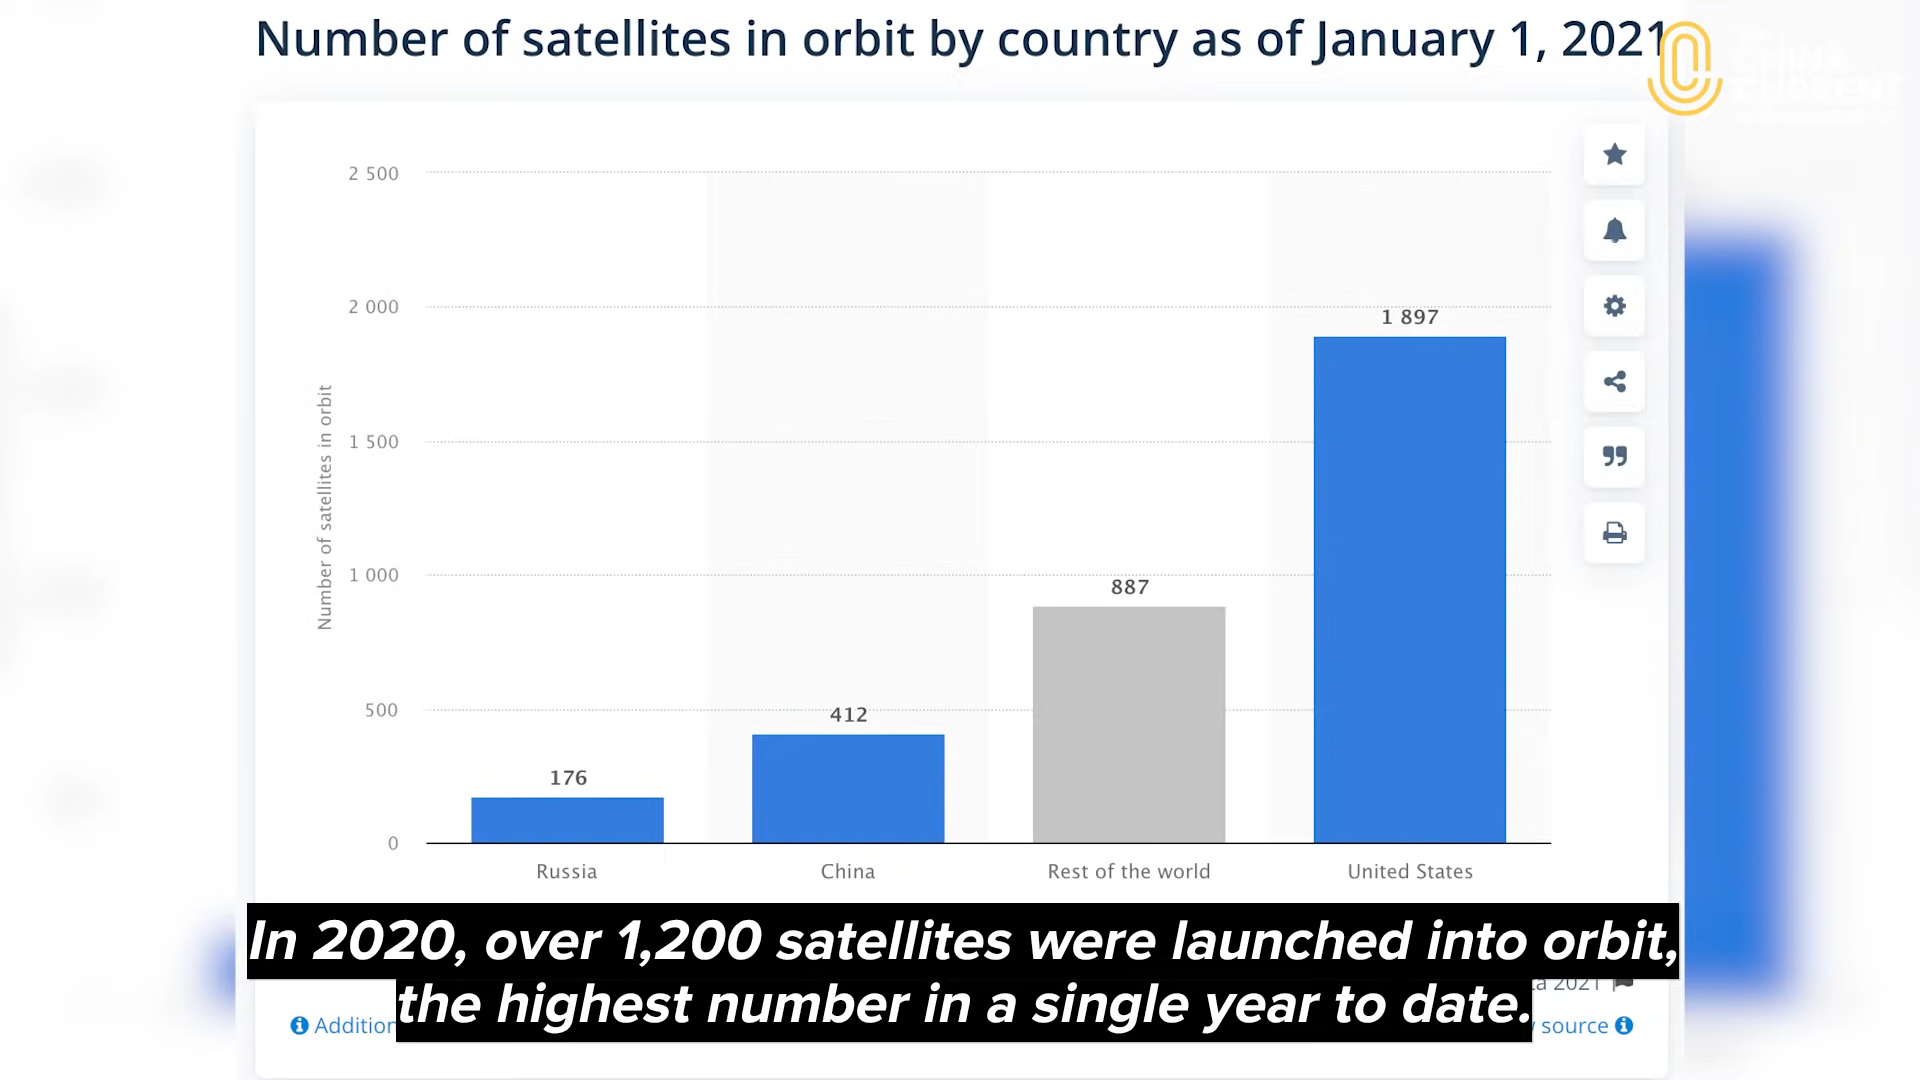 Number of satellites in orbit by country as of January 1, 2021
CHINA
CURRENT
2 500
2 000
1 897
1 500
Number of satellites in orbit
1 000
887
500
412
176
0
Russia
China
Rest of the world
United States
In 2020, over 1,200 satellites were launched into orbit,
the highest number in a single year to date.
2021
Addition
source